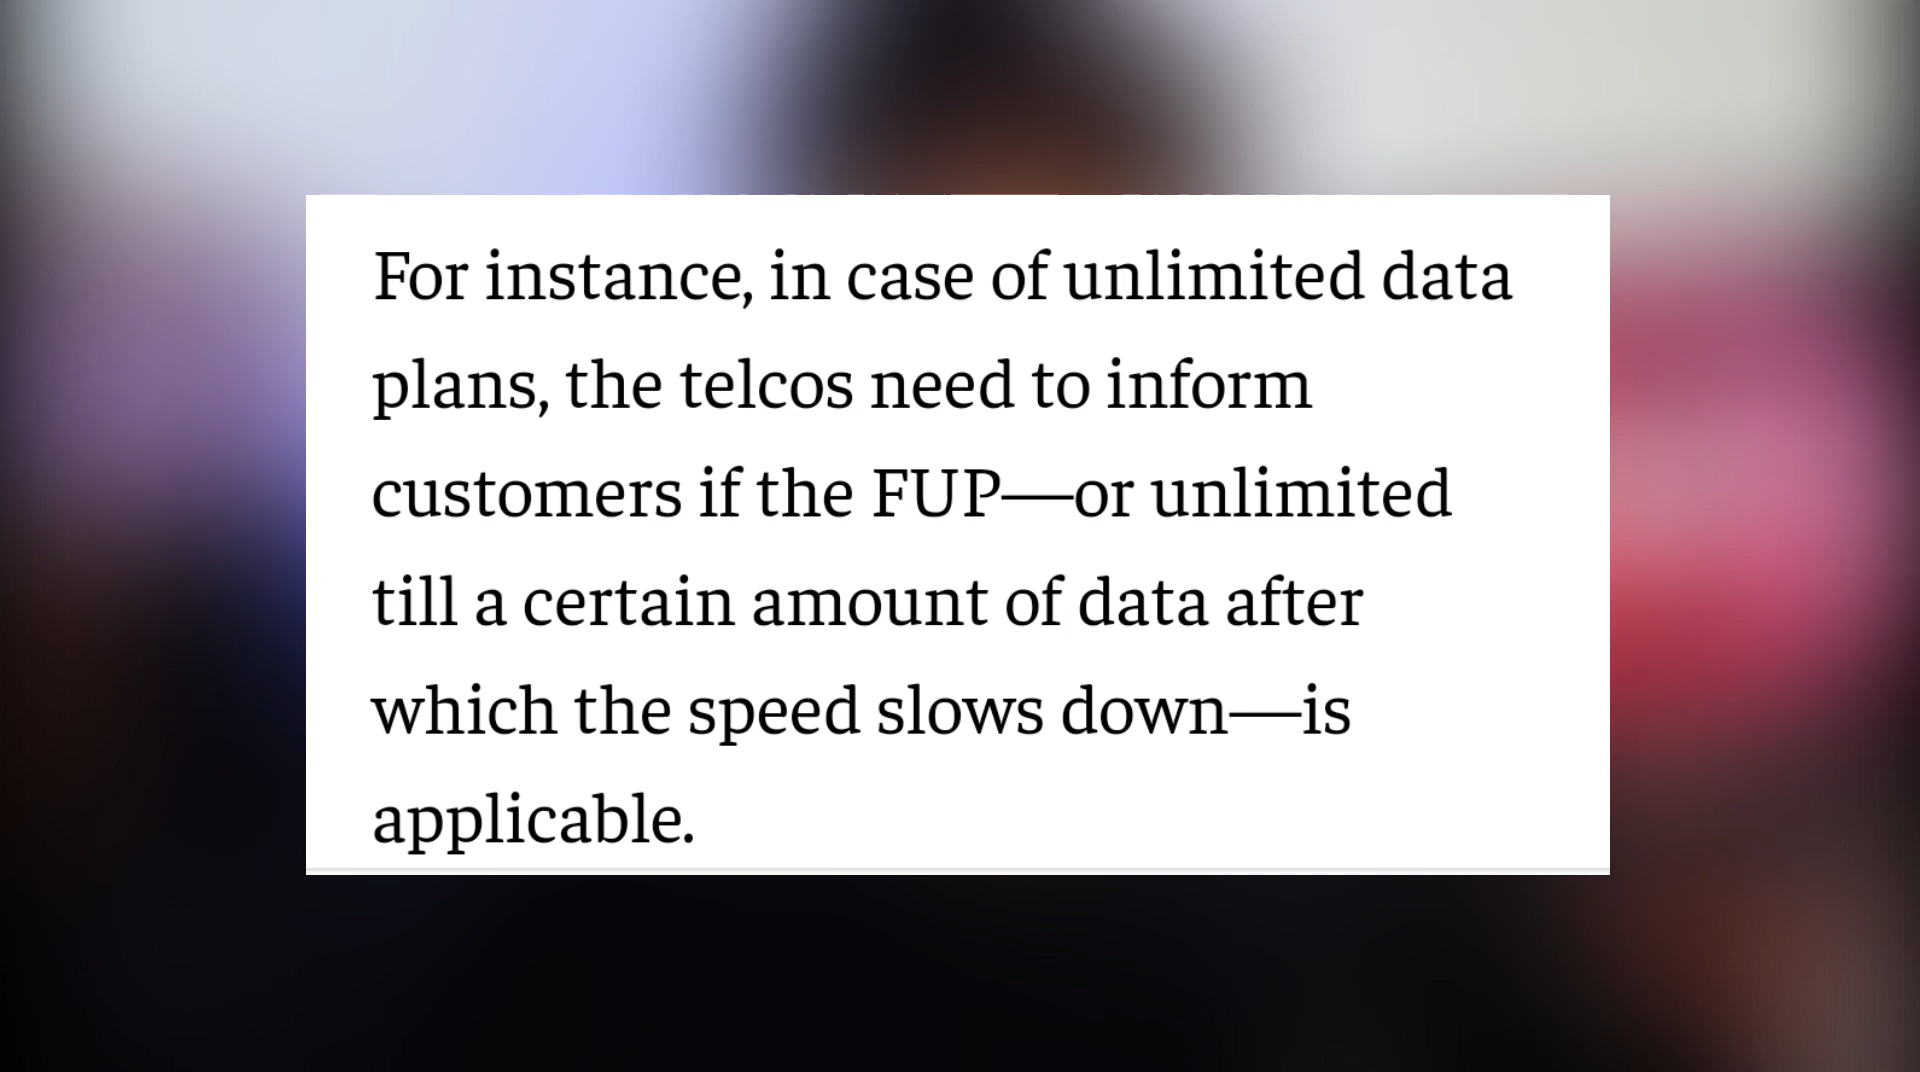 For instance, in case of unlimited data
plans, the telcos need to inform
customers if the FUP—or unlimited
till a certain amount of data after
which the speed slows down—is
applicable.